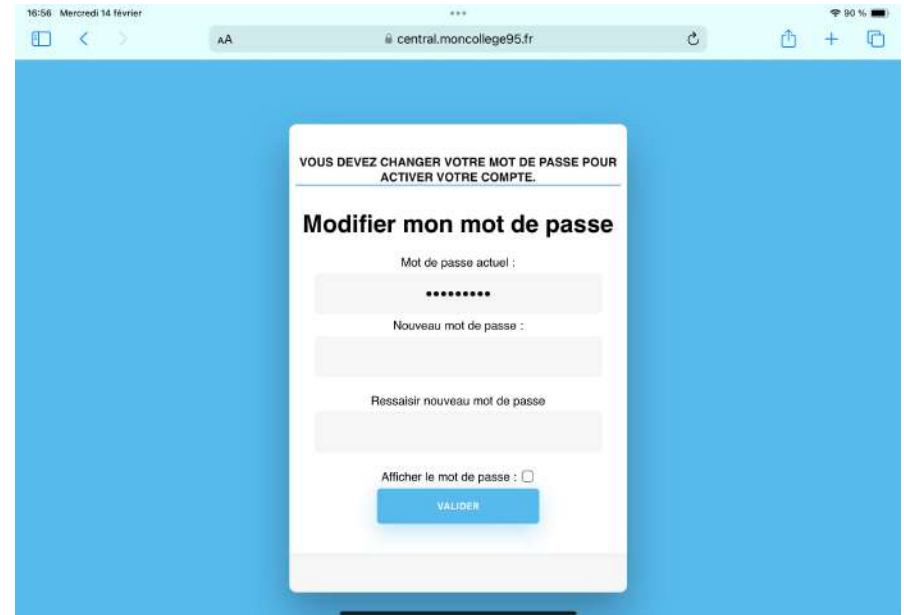 16:56 Mercredi 14 février
90 %
AA
central.moncollege95.fr
VOUS DEVEZ CHANGER VOTRE MOT DE PASSE POUR
ACTIVER VOTRE COMPTE.
Modifier mon mot de passe
Mot de passe actuel :
•••••••••
Nouveau mot de passe :
Ressaisir nouveau mot de passe
Afficher le mot de passe :
VALIDER